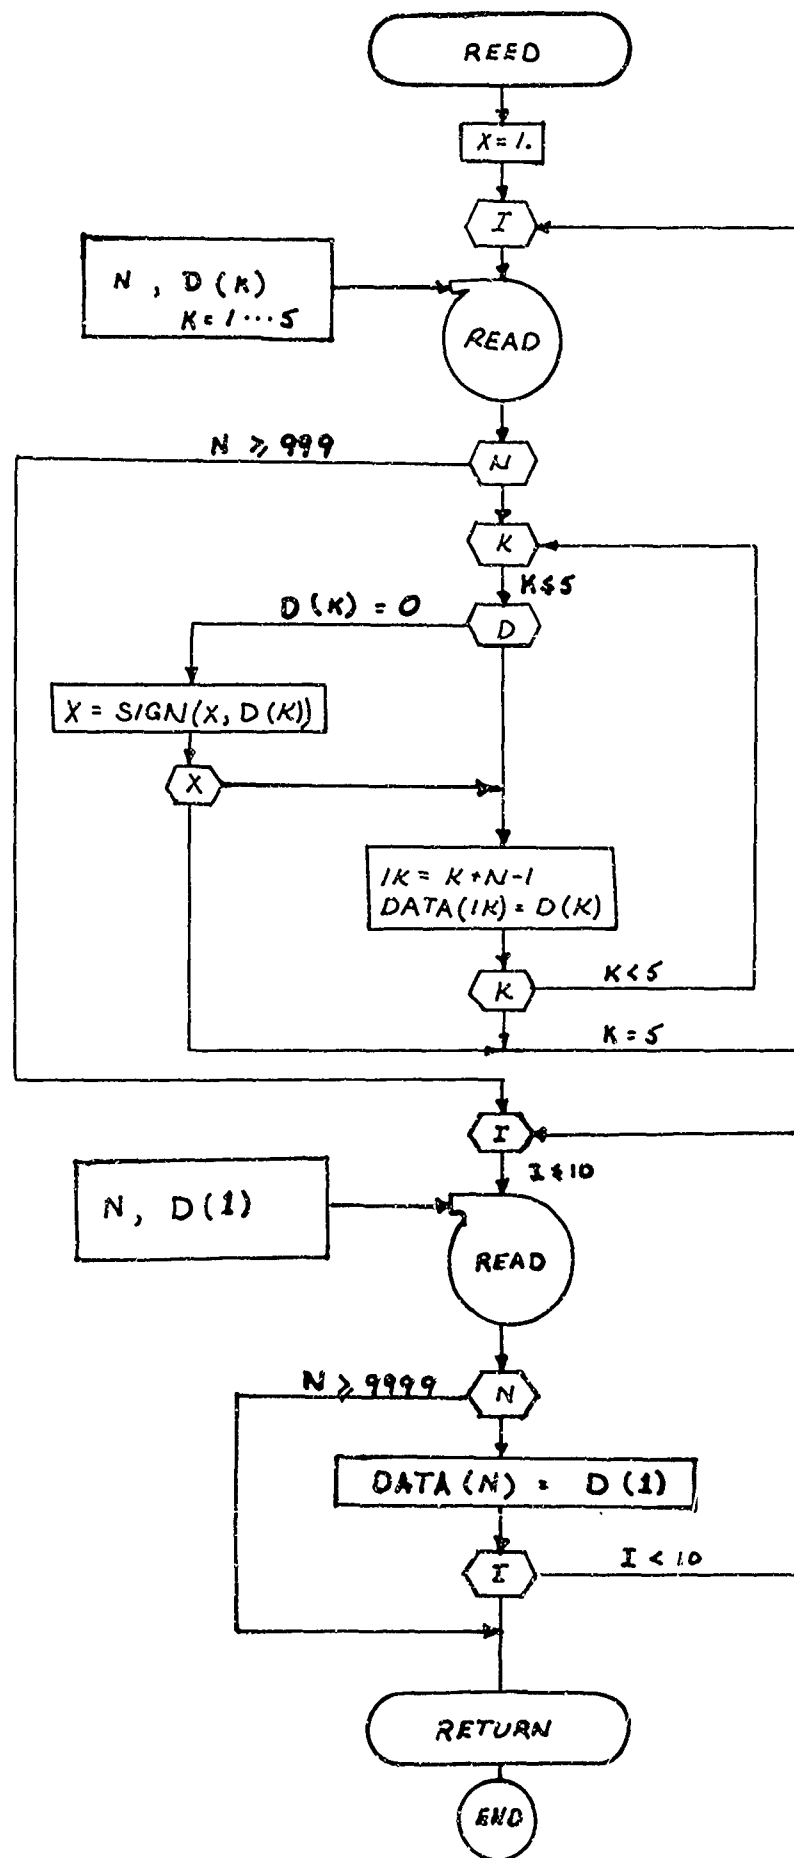 REED
X = 1.
I
N , D (K)
K = 1 ··· 5
READ
N ≥ 999
N
K
K≤5
D (K) = 0
D
X = SIGN(X, D(K))
X
IK = K+N-1
DATA(IK) = D(K)
K
K < 5
K = 5
I
I ≤ 10
N, D(1)
READ
N ≥ 9999
N
DATA (N) = D (1)
I
I < 10
RETURN
END